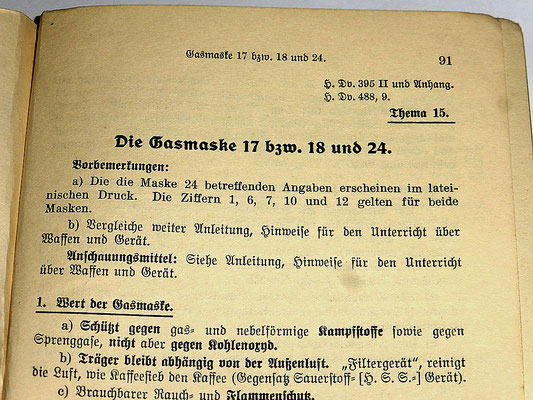 Gasmaske 17 bzw. 18 und 24.
91
H. Dv. 395 II und Anhang.
H. Dv. 488, 9.
Thema 15.
Die Gasmaske 17 bzw. 18 und 24.
Vorbemerkungen:
a) Die die Maske 24 betreffenden Angaben erscheinen im latei-
nischen Druck. Die Ziffern 1, 6, 7, 10 und 12 gelten für beide
Masken.
b) Vergleiche weiter Anleitung, Hinweise für den Unterricht über
Waffen und Gerät.
Anschauungsmittel: Siehe Anleitung, Hinweise für den Unterricht
über Waffen und Gerät.
1. Wert der Gasmaske.
a) Schützt gegen gas- und nebelförmige Kampfstoffe sowie gegen
Sprenggase, nicht aber gegen Kohlenoxyd.
b) Träger bleibt abhängig von der Außenluft. „Filtergerät“, reinigt
die Luft, wie Kaffeesieb den Kaffee (Gegensatz Sauerstoff- [H. S. S.-] Gerät).
c) Brauchbarer Rauch- und Flammenschutz.